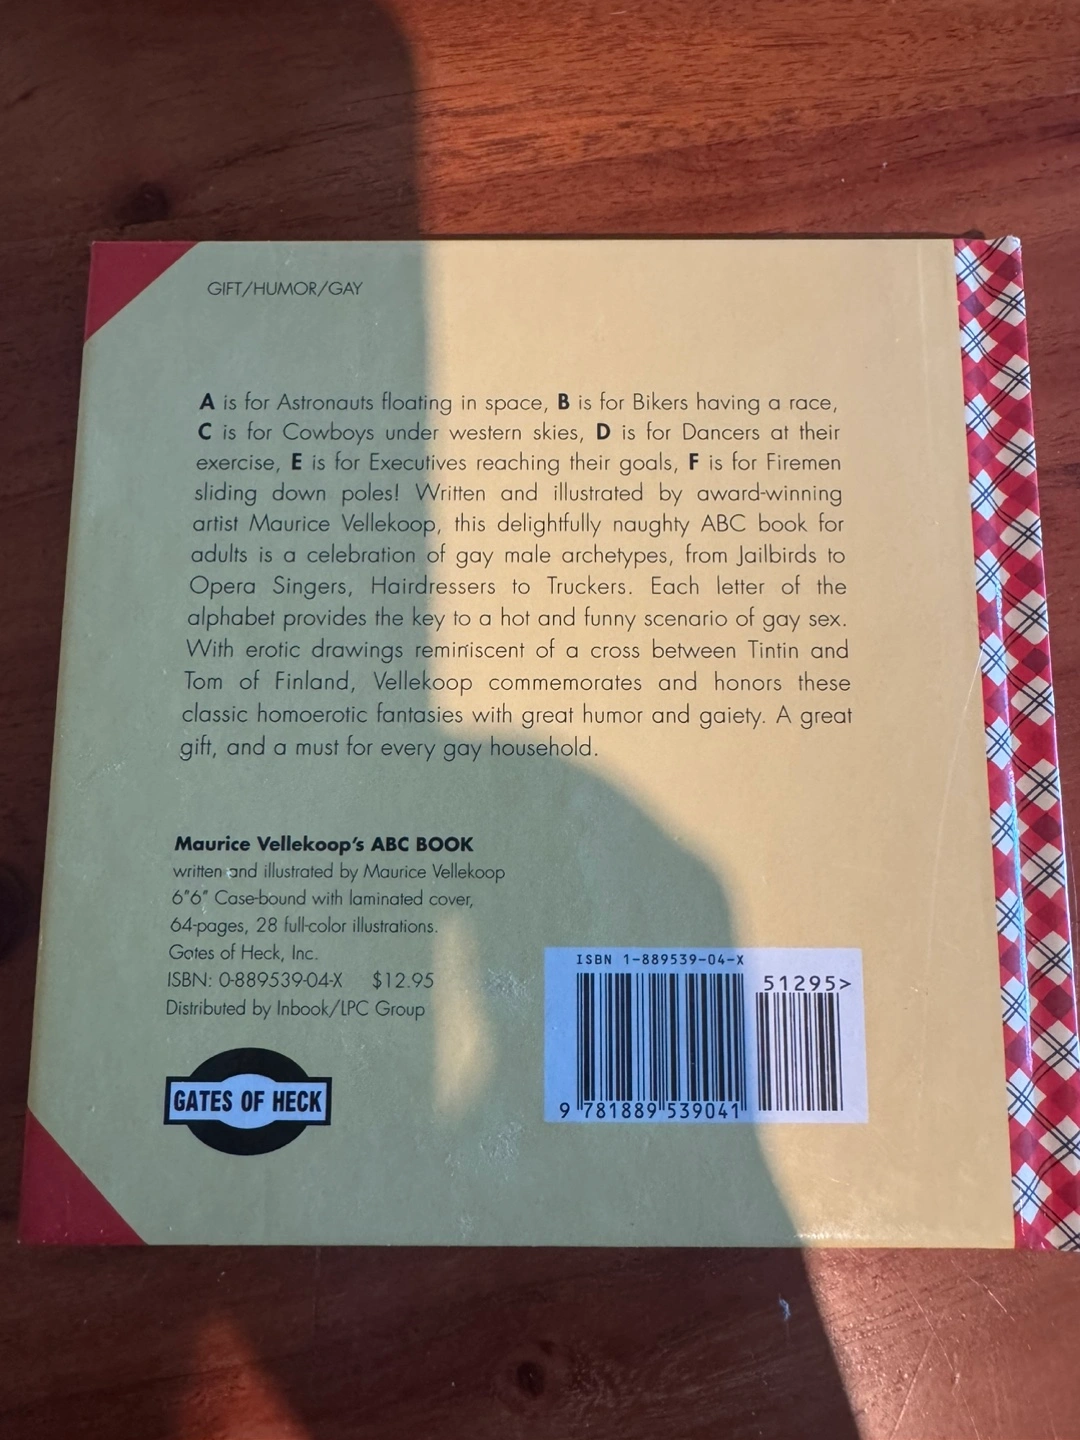 GIFT/HUMOR/GAY
A is for Astronauts floating in space, B is for Bikers having a race,
C is for Cowboys under western skies, D is for Dancers at their
exercise, E is for Executives reaching their goals, F is for Firemen
sliding down poles! Written and illustrated by award-winning
artist Maurice Vellekoop, this delightfully naughty ABC book for
adults is a celebration of gay male archetypes, from Jailbirds to
Opera Singers, Hairdressers to Truckers. Each letter of the
alphabet provides the key to a hot and funny scenario of gay sex.
With erotic drawings reminiscent of a cross between Tintin and
Tom of Finland, Vellekoop commemorates and honors these
classic homoerotic fantasies with great humor and gaiety. A great
gift, and a must for every gay household.
Maurice Vellekoop's ABC BOOK
written and illustrated by Maurice Vellekoop
6"6" Case-bound with laminated cover,
64-pages, 28 full-color illustrations.
Gates of Heck, Inc.
ISBN: 0-889539-04-X $12.95
Distributed by Inbook/LPC Group
GATES OF HECK
ISBN 1-889539-04-X
51295>
9 781889 539041